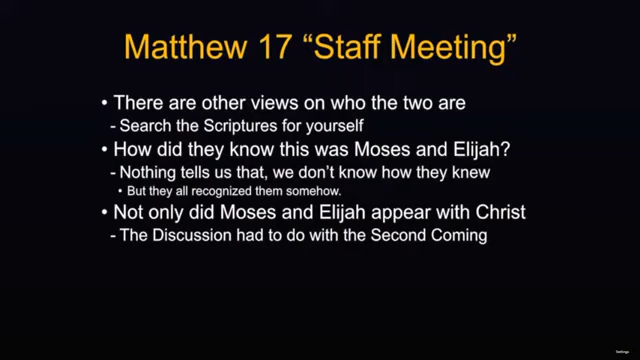 Matthew 17 “Staff Meeting”
• There are other views on who the two are
- Search the Scriptures for yourself
• How did they know this was Moses and Elijah?
- Nothing tells us that, we don’t know how they knew
• But they all recognized them somehow.
• Not only did Moses and Elijah appear with Christ
- The Discussion had to do with the Second Coming